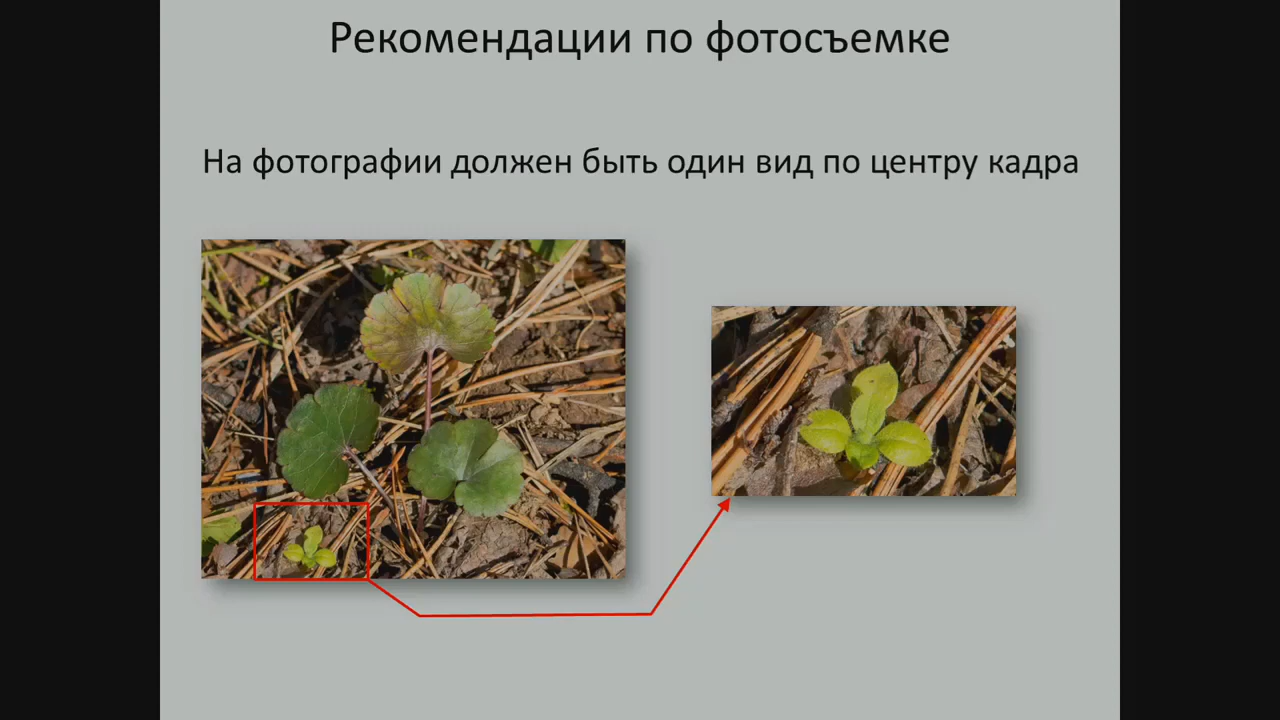 Рекомендации по фотосъемке
На фотографии должен быть один вид по центру кадра